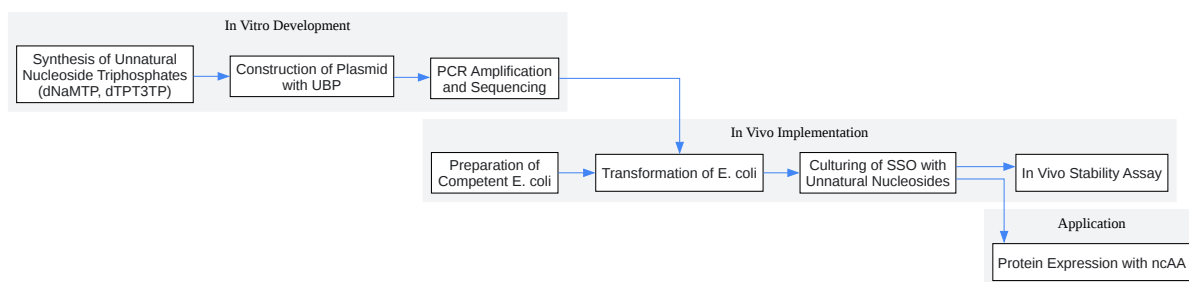 In Vitro Development
Synthesis of Unnatural
Nucleoside Triphosphates
(dNaMTP, dTPT3TP)
Construction of Plasmid
with UBP
PCR Amplification
and Sequencing
In Vivo Implementation
Preparation of
Competent E. coli
Transformation of E. coli
Culturing of SSO with
Unnatural Nucleosides
In Vivo Stability Assay
Application
Protein Expression with ncAA